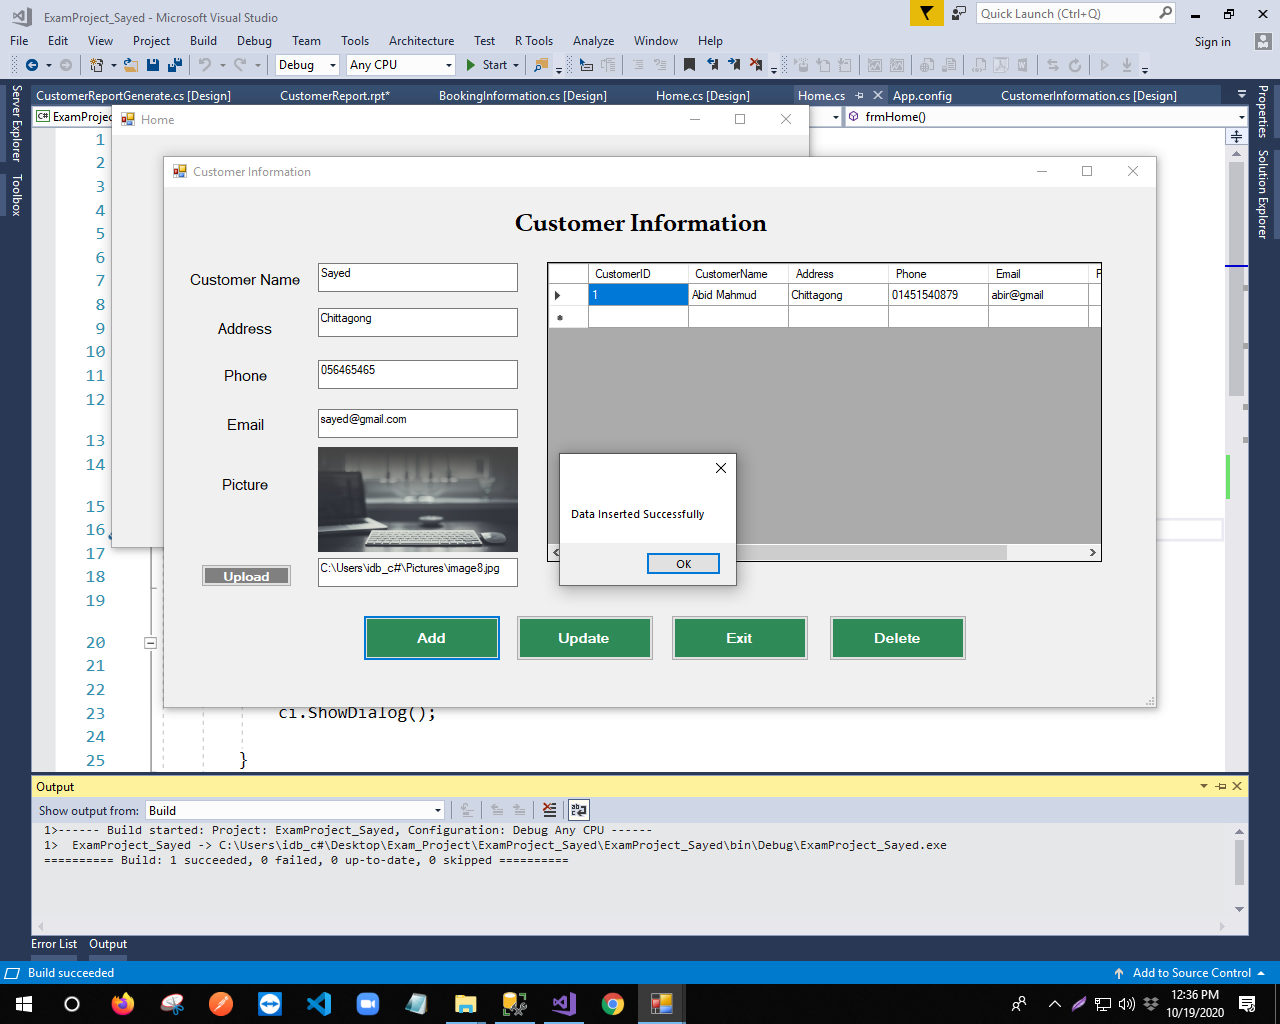 ExamProject_Sayed - Microsoft Visual Studio
Quick Launch (Ctrl+Q)
File Edit View Project Build Debug Team Tools Architecture Test R Tools Analyze Window Help
Sign in
Debug Any CPU Start
CustomerReportGenerate.cs [Design] CustomerReport.rpt* BookingInformation.cs [Design] Home.cs [Design] Home.cs App.config CustomerInformation.cs [Design]
Server Explorer
Toolbox
Properties
Solution Explorer
C# ExamProjec
frmHome()
Home
Customer Information
Customer Information
Customer Name Sayed
Address Chittagong
Phone 056465465
Email sayed@gmail.com
Picture
Upload C:\Users\idb_c#\Pictures\image8.jpg
CustomerID CustomerName Address Phone Email
1 Abid Mahmud Chittagong 01451540879 abir@gmail
Data Inserted Successfully
OK
Add Update Exit Delete
1
2
3
4
5
6
7
8
9
10
11
12
13
14
15
16
17
18
19
20
21
22
23 ci.ShowDialog();
24
25 }
Output
Show output from: Build
1>------ Build started: Project: ExamProject_Sayed, Configuration: Debug Any CPU ------
1>  ExamProject_Sayed -> C:\Users\idb_c#\Desktop\Exam_Project\ExamProject_Sayed\ExamProject_Sayed\bin\Debug\ExamProject_Sayed.exe
========== Build: 1 succeeded, 0 failed, 0 up-to-date, 0 skipped ==========
Error List Output
Build succeeded
Add to Source Control
12:36 PM
10/19/2020